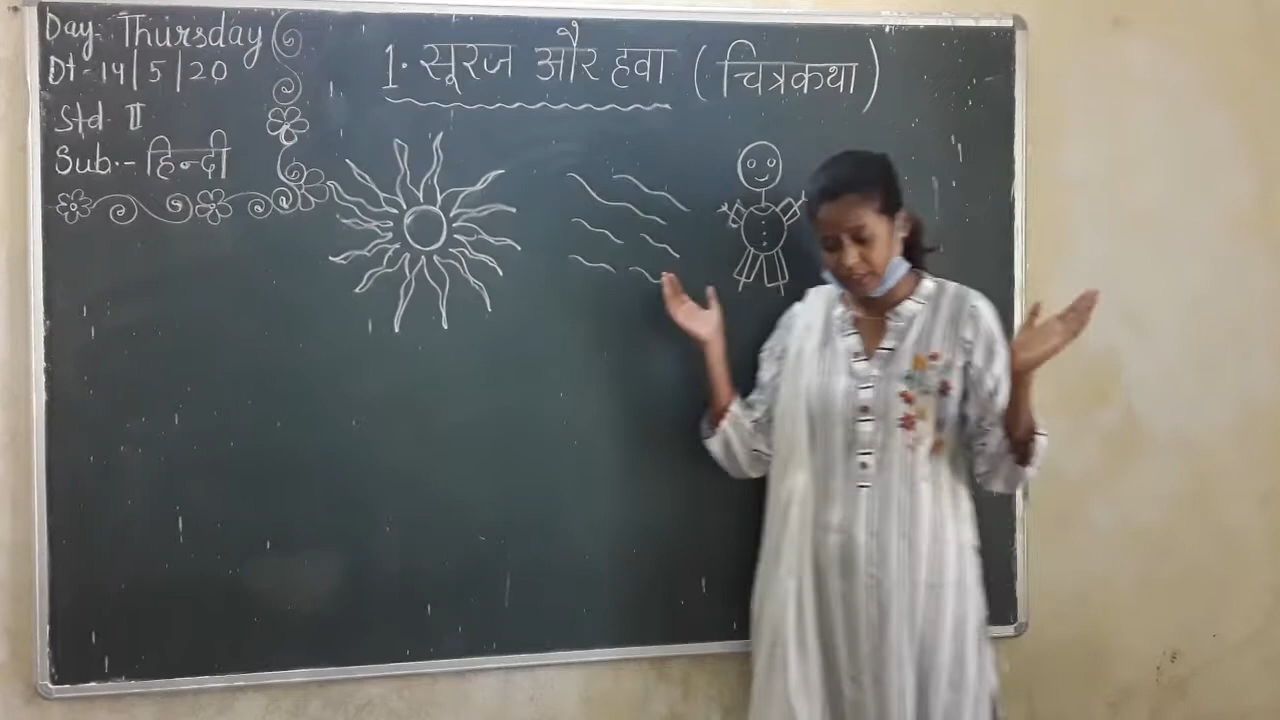 Day:- Thursday
Dt - 14/5/20
Std II
Sub:- हिन्दी
1. सूरज और हवा (चित्रकथा)